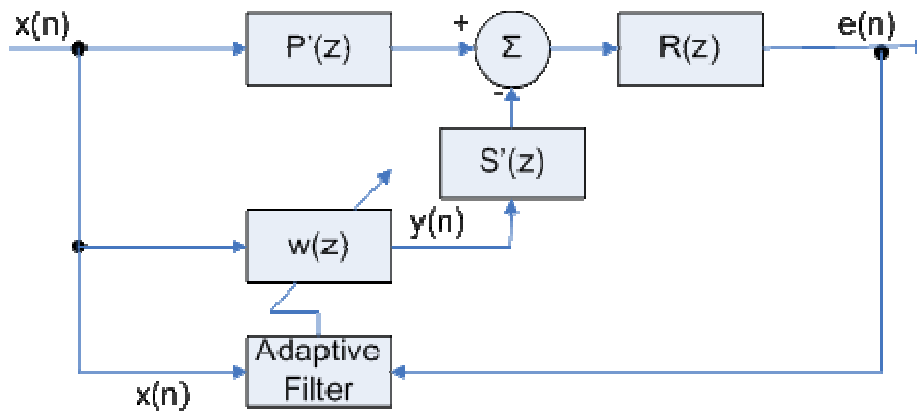 x(n)
P'(z)
+
Σ
R(z)
e(n)
-
S'(z)
w(z)
y(n)
Adaptive
Filter
x(n)